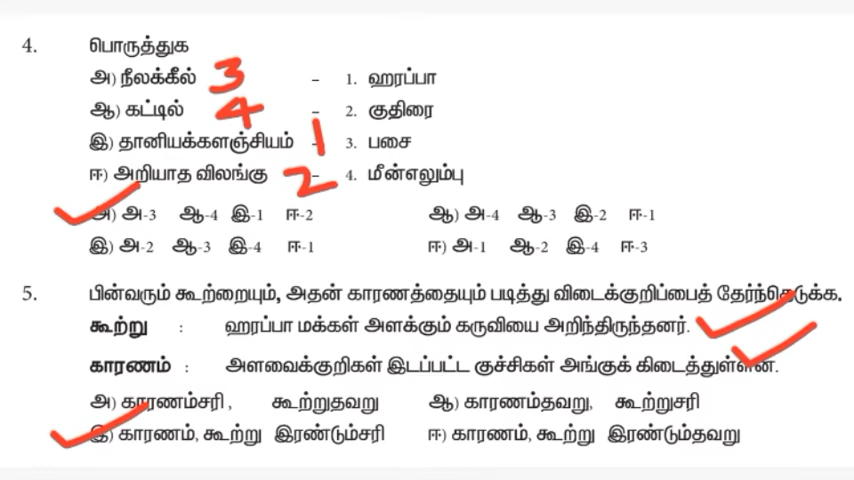 4. பொருத்துக
அ) நீலக்கீல் 3 - 1. ஹரப்பா
ஆ) கட்டில் 4 - 2. குதிரை
இ) தானியக்களஞ்சியம் 1 - 3. பசை
ஈ) அறியாத விலங்கு 2 - 4. மீன்எலும்பு
அ) அ-3 ஆ-4 இ-1 ஈ-2 ஆ) அ-4 ஆ-3 இ-2 ஈ-1
இ) அ-2 ஆ-3 இ-4 ஈ-1 ஈ) அ-1 ஆ-2 இ-4 ஈ-3
5. பின்வரும் கூற்றையும், அதன் காரணத்தையும் படித்து விடைக்குறிப்பைத் தேர்ந்தெடுக்க.
கூற்று : ஹரப்பா மக்கள் அளக்கும் கருவியை அறிந்திருந்தனர்.
காரணம் : அளவைக்குறிகள் இடப்பட்ட குச்சிகள் அங்குக் கிடைத்துள்ளன.
அ) காரணம்சரி, கூற்றுதவறு ஆ) காரணம்தவறு, கூற்றுசரி
இ) காரணம், கூற்று இரண்டும்சரி ஈ) காரணம், கூற்று இரண்டும்தவறு